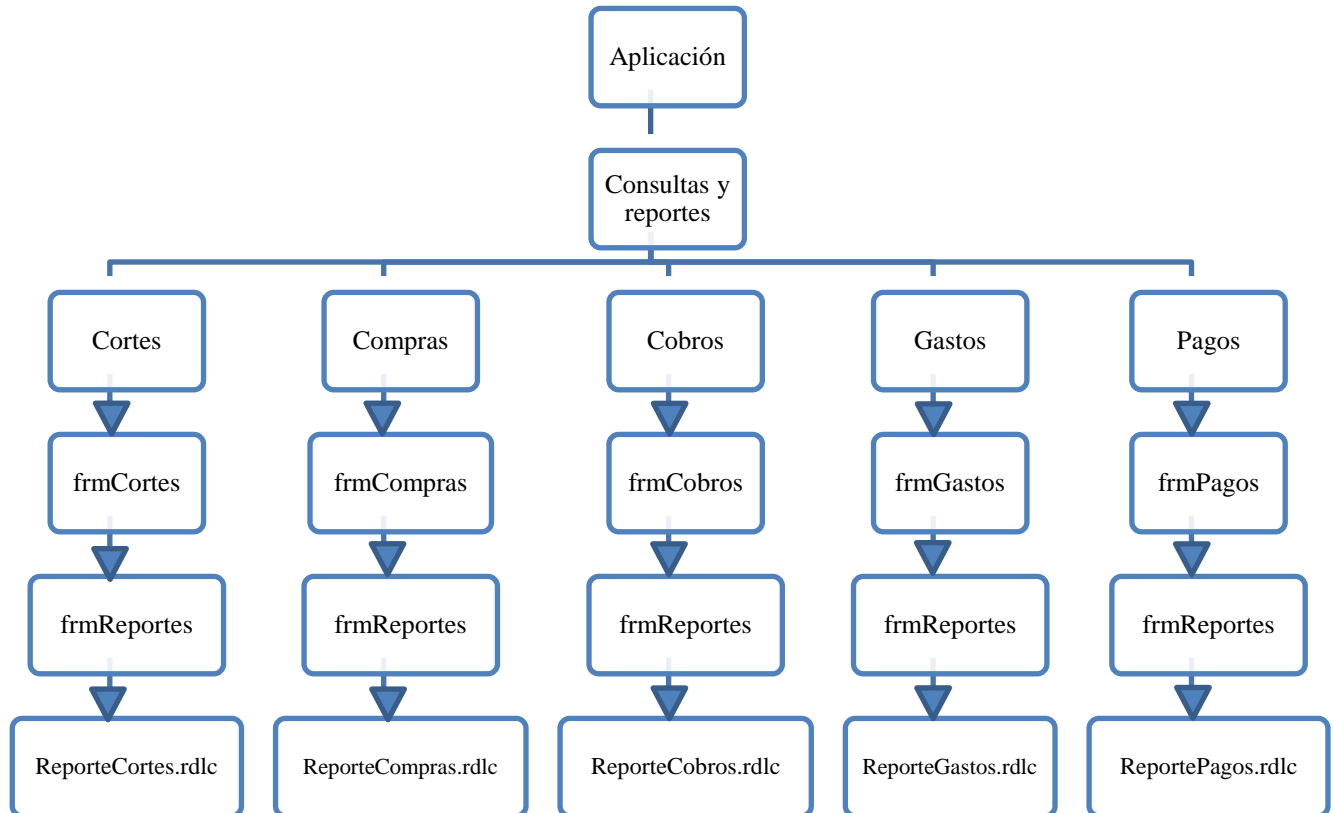 Aplicación
Consultas y
reportes
Cortes
Compras
Cobros
Gastos
Pagos
frmCortes
frmCompras
frmCobros
frmGastos
frmPagos
frmReportes
frmReportes
frmReportes
frmReportes
frmReportes
ReporteCortes.rdlc
ReporteCompras.rdlc
ReporteCobros.rdlc
ReporteGastos.rdlc
ReportePagos.rdlc